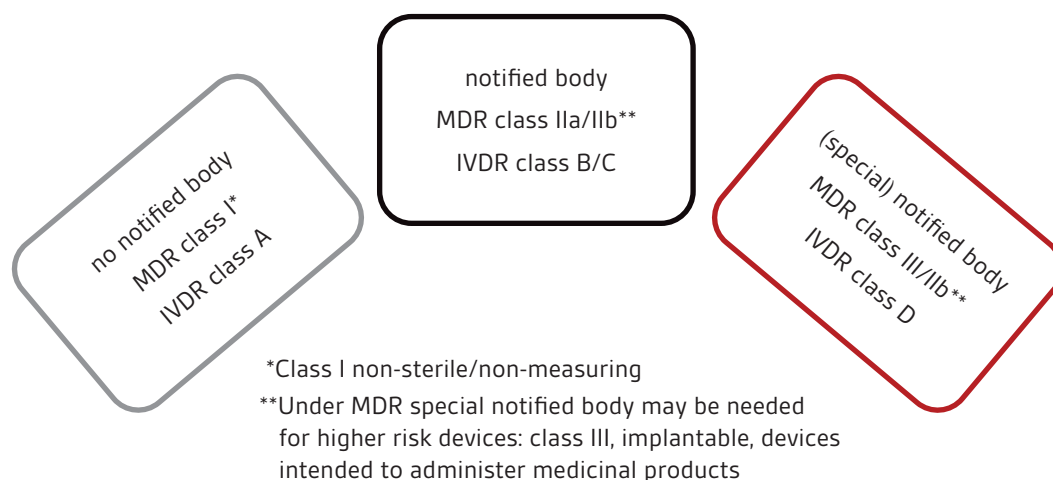 no notified body
MDR class I*
IVDR class A
notified body
MDR class IIa/IIb**
IVDR class B/C
(special) notified body
MDR class III/IIb**
IVDR class D
*Class I non-sterile/non-measuring
**Under MDR special notified body may be needed
for higher risk devices: class III, implantable, devices
intended to administer medicinal products